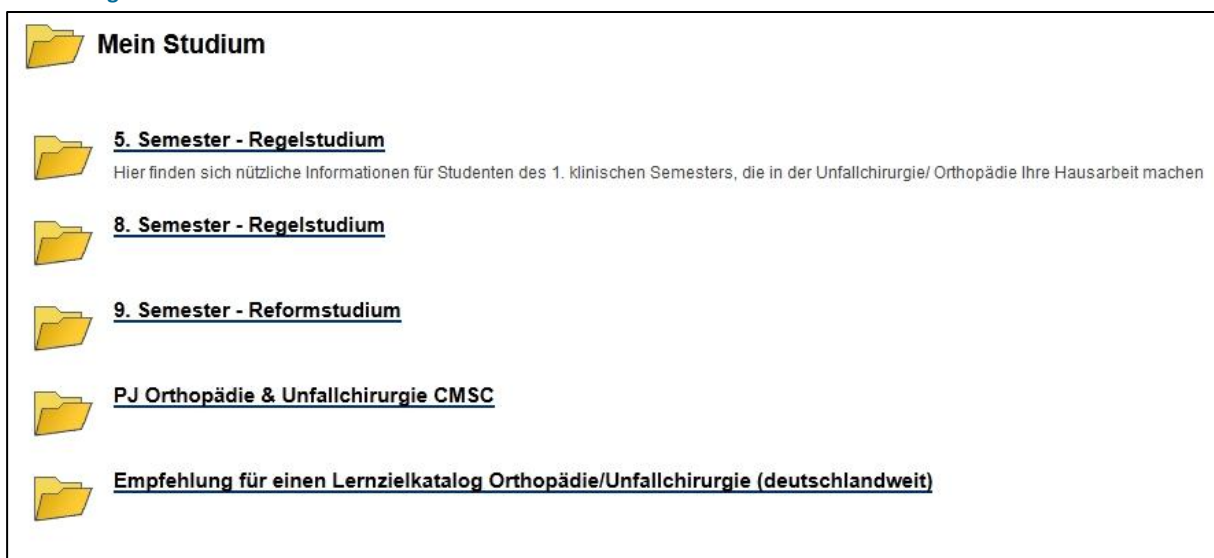 Mein Studium
5. Semester - Regelstudium
Hier finden sich nützliche Informationen für Studenten des 1. klinischen Semesters, die in der Unfallchirurgie/ Orthopädie Ihre Hausarbeit machen
8. Semester - Regelstudium
9. Semester - Reformstudium
PJ Orthopädie & Unfallchirurgie CMSC
Empfehlung für einen Lernzielkatalog Orthopädie/Unfallchirurgie (deutschlandweit)